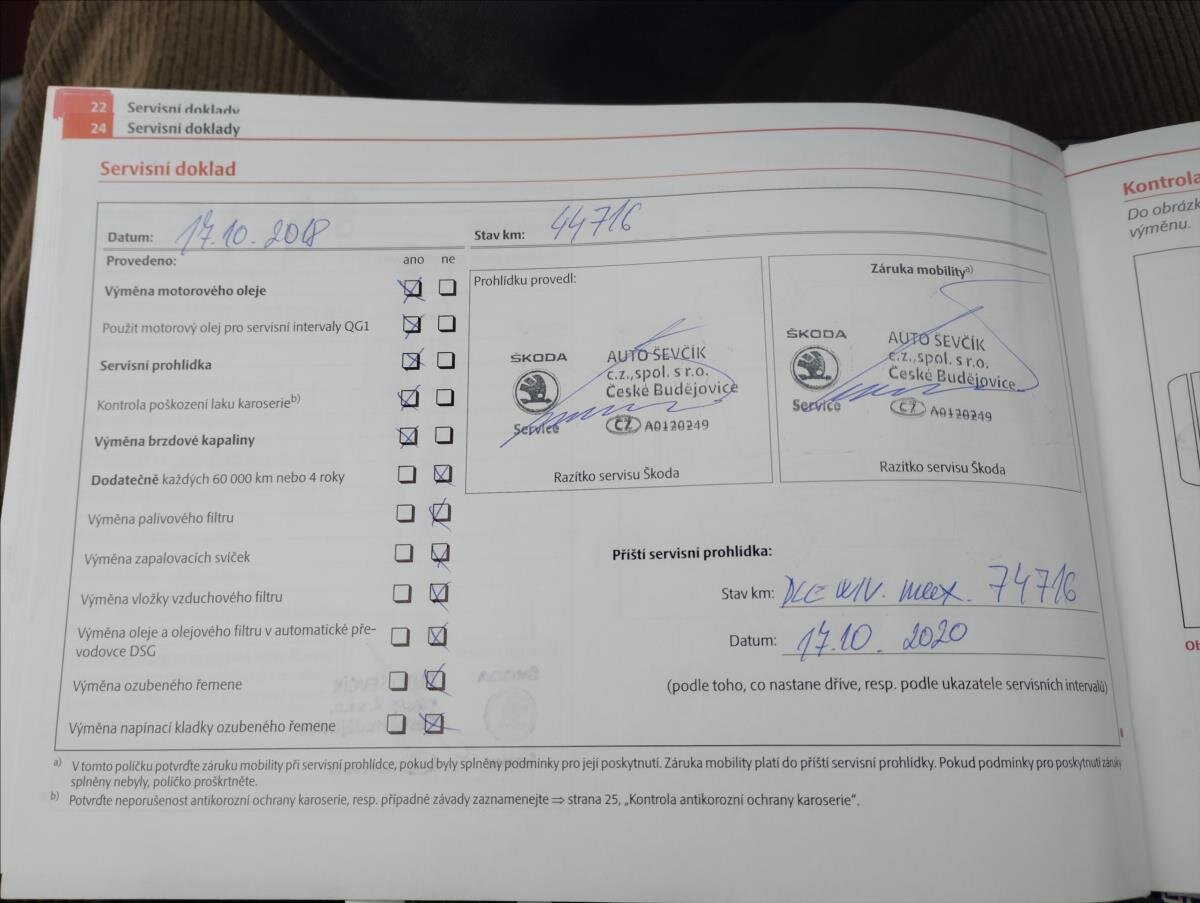 22 Servisní doklady
24 Servisní doklady
Servisní doklad
Datum: 17.10.2018
Stav km: 44716
Provedeno: ano ne
Výměna motorového oleje
Použit motorový olej pro servisní intervaly QG1
Servisní prohlídka
Kontrola poškození laku karoserie b)
Výměna brzdové kapaliny
Dodatečně každých 60 000 km nebo 4 roky
Výměna palivového filtru
Výměna zapalovacích svíček
Výměna vložky vzduchového filtru
Výměna oleje a olejového filtru v automatické pře-
vodovce DSG
Výměna ozubeného řemene
Výměna napínací kladky ozubeného řemene
Prohlídku provedl:
ŠKODA
Service
AUTO ŠEVČÍK
c.z.,spol. s r.o.
České Budějovice
CZ A0120249
Razítko servisu Škoda
Záruka mobility a)
ŠKODA
Service
AUTO ŠEVČÍK
c.z.,spol. s r.o.
České Budějovice
CZ A0120249
Razítko servisu Škoda
Příští servisní prohlídka:
Stav km: max. 74716
Datum: 17.10.2020
(podle toho, co nastane dříve, resp. podle ukazatele servisních intervalů)
a) V tomto políčku potvrďte záruku mobility při servisní prohlídce, pokud byly splněny podmínky pro její poskytnutí. Záruka mobility platí do příští servisní prohlídky. Pokud podmínky pro poskytnutí záruky
splněny nebyly, políčko proškrtněte.
b) Potvrďte neporušenost antikorozní ochrany karoserie, resp. případné závady zaznamenejte ⇒ strana 25, „Kontrola antikorozní ochrany karoserie“.
Kontrola
Do obrázk
výměnu.
Ob